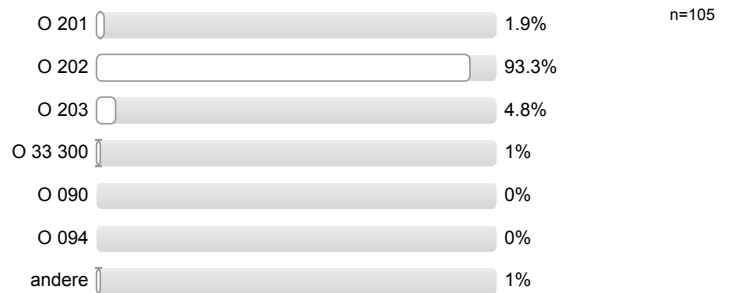 O 201 1.9% n=105
O 202 93.3%
O 203 4.8%
O 33 300 1%
O 090 0%
O 094 0%
andere 1%